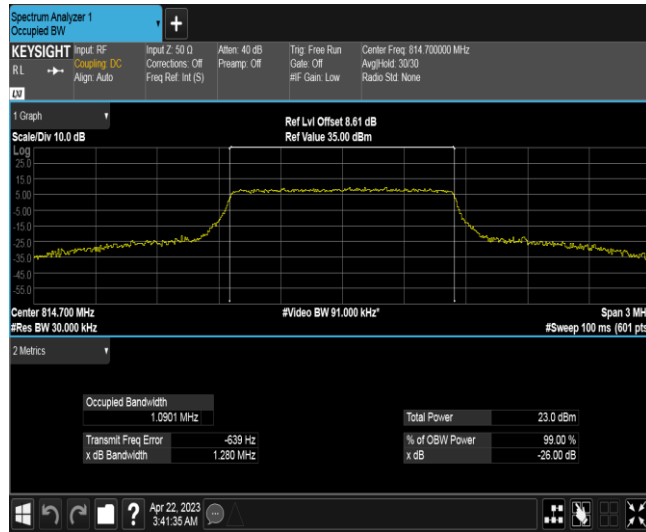 Spectrum Analyzer 1
Occupied BW
KEYSIGHT
RL
LXI
Input: RF
Coupling: DC
Align: Auto
Input Z: 50 Ω
Corrections: Off
Freq Ref: Int (S)
Atten: 40 dB
Preamp: Off
Trig: Free Run
Gate: Off
#IF Gain: Low
Center Freq: 814.700000 MHz
Avg|Hold: 30/30
Radio Std: None
1 Graph
Scale/Div 10.0 dB
Ref Lvl Offset 8.61 dB
Ref Value 35.00 dBm
Log
25.0
15.0
5.00
-5.00
-15.0
-25.0
-35.0
-45.0
-55.0
Center 814.700 MHz
#Res BW 30.000 kHz
#Video BW 91.000 kHz*
Span 3 MH
#Sweep 100 ms (601 pts
2 Metrics
Occupied Bandwidth
1.0901 MHz
Transmit Freq Error -639 Hz
x dB Bandwidth 1.280 MHz
Total Power 23.0 dBm
% of OBW Power 99.00 %
x dB -26.00 dB
?
Apr 22, 2023
3:41:35 AM